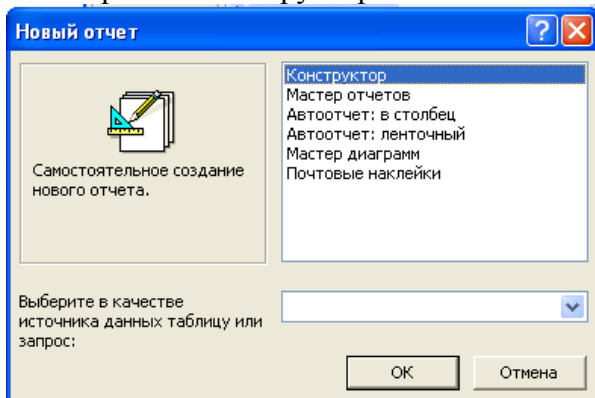 Новый отчет
Конструктор
Мастер отчетов
Автоотчет: в столбец
Автоотчет: ленточный
Мастер диаграмм
Почтовые наклейки
Самостоятельное создание
нового отчета.
Выберите в качестве
источника данных таблицу или
запрос:
ОК
Отмена